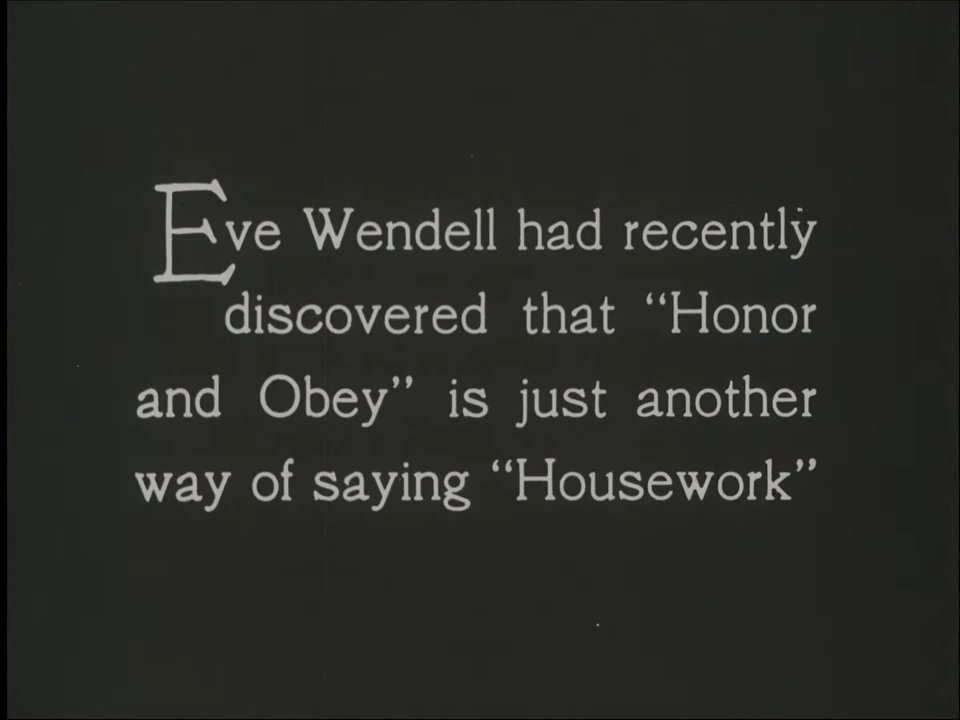 Eve Wendell had recently
discovered that “Honor
and Obey” is just another
way of saying “Housework”